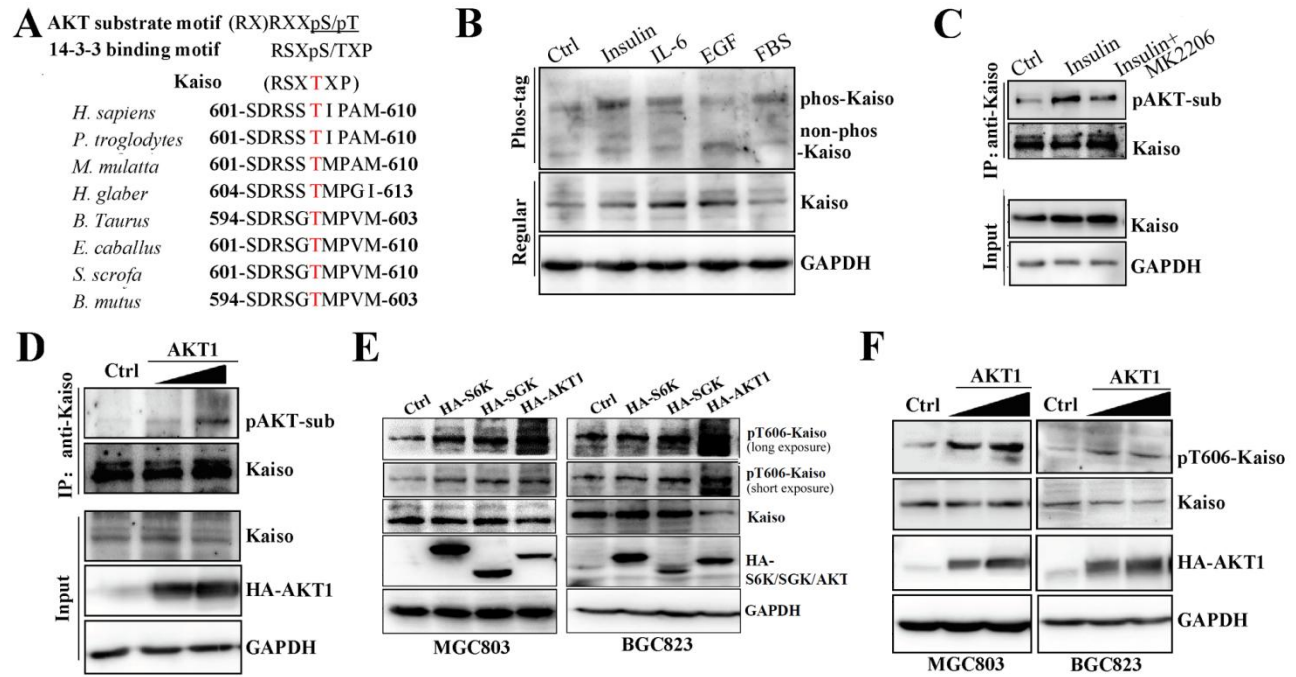 A
AKT substrate motif (RX)RXXpS/pT
14-3-3 binding motif RSXpS/TXP
Kaiso (RSXTXP)
H. sapiens 601-SDRSSTIPAM-610
P. troglodytes 601-SDRSSTIPAM-610
M. mulatta 601-SDRSSTMPAM-610
H. glaber 604-SDRSSTMPGI-613
B. Taurus 594-SDRSGTMPVM-603
E. caballus 601-SDRSGTMPVM-610
S. scrofa 601-SDRSGTMPVM-610
B. mutus 594-SDRSGTMPVM-603
B
Ctrl Insulin IL-6 EGF FBS
Phos-tag
phos-Kaiso
non-phos
-Kaiso
Regular
Kaiso
GAPDH
C
Ctrl Insulin Insulin+
MK2206
IP: anti-Kaiso
pAKT-sub
Kaiso
Input
Kaiso
GAPDH
D
Ctrl AKT1
IP: anti-Kaiso
pAKT-sub
Kaiso
Input
Kaiso
HA-AKT1
GAPDH
E
Ctrl HA-S6K HA-SGK HA-AKT1 Ctrl HA-S6K HA-SGK HA-AKT1
pT606-Kaiso
(long exposure)
pT606-Kaiso
(short exposure)
Kaiso
HA-
S6K/SGK/AKT
GAPDH
MGC803 BGC823
F
AKT1 AKT1
Ctrl Ctrl
pT606-Kaiso
Kaiso
HA-AKT1
GAPDH
MGC803 BGC823